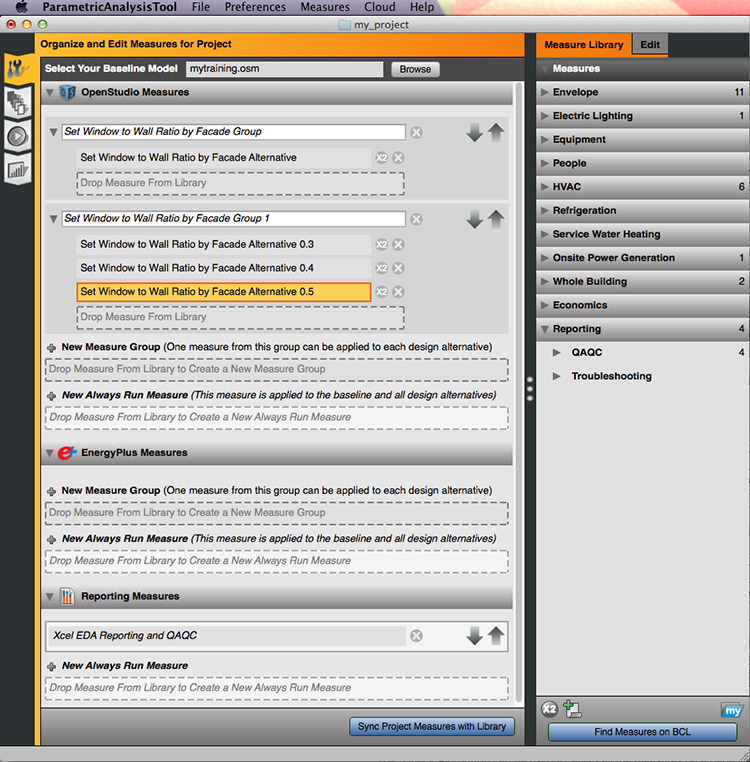 ParametricAnalysisTool File Preferences Measures Cloud Help
my_project
Organize and Edit Measures for Project
Select Your Baseline Model mytraining.osm Browse
OpenStudio Measures
Set Window to Wall Ratio by Facade Group
Set Window to Wall Ratio by Facade Alternative X2
Drop Measure From Library
Set Window to Wall Ratio by Facade Group 1
Set Window to Wall Ratio by Facade Alternative 0.3 X2
Set Window to Wall Ratio by Facade Alternative 0.4 X2
Set Window to Wall Ratio by Facade Alternative 0.5 X2
Drop Measure From Library
New Measure Group (One measure from this group can be applied to each design alternative)
Drop Measure From Library to Create a New Measure Group
New Always Run Measure (This measure is applied to the baseline and all design alternatives)
Drop Measure From Library to Create a New Always Run Measure
EnergyPlus Measures
New Measure Group (One measure from this group can be applied to each design alternative)
Drop Measure From Library to Create a New Measure Group
New Always Run Measure (This measure is applied to the baseline and all design alternatives)
Drop Measure From Library to Create a New Always Run Measure
Reporting Measures
Xcel EDA Reporting and QAQC
New Always Run Measure
Drop Measure From Library to Create a New Always Run Measure
Sync Project Measures with Library
Measure Library Edit
Measures
Envelope 11
Electric Lighting 1
Equipment
People
HVAC 6
Refrigeration
Service Water Heating
Onsite Power Generation 1
Whole Building 2
Economics
Reporting 4
QAQC 4
Troubleshooting
X2 my
Find Measures on BCL